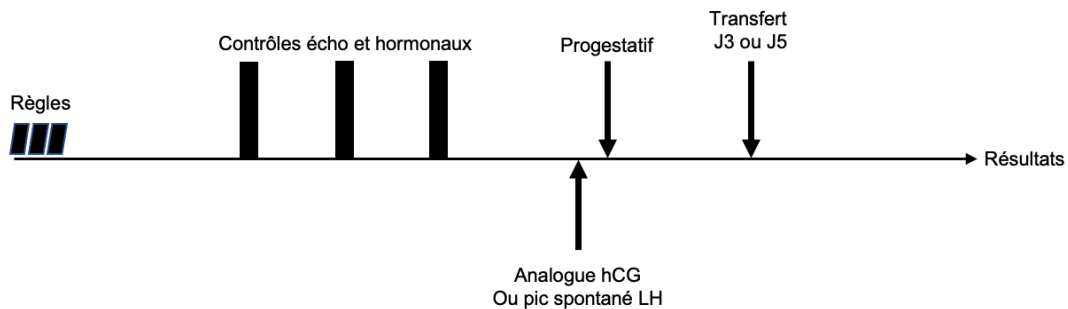 Transfert
J3 ou J5
Contrôles écho et hormonaux
Progestatif
Règles
Résultats
Analogue hCG
Ou pic spontané LH